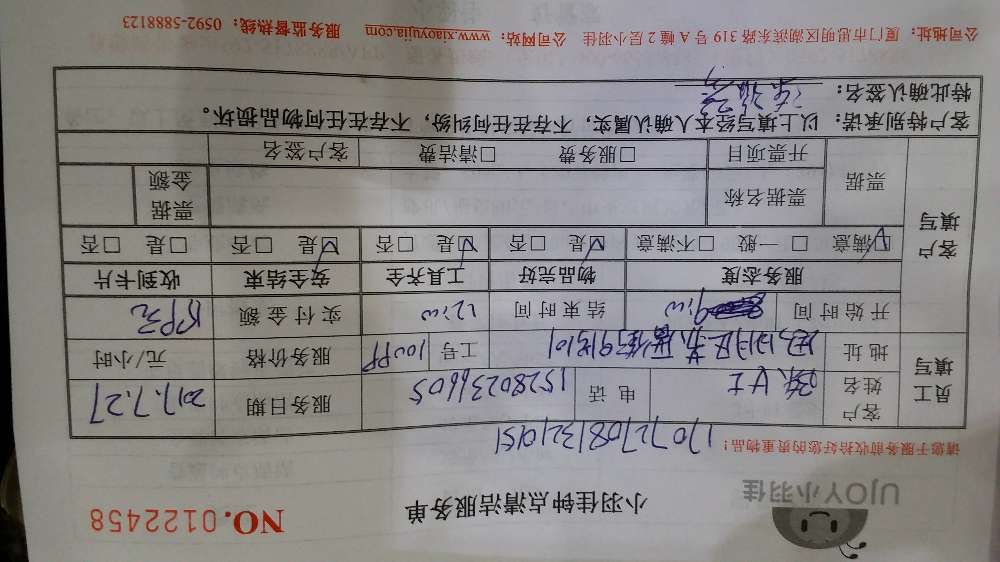 UJOY小羽佳
小羽佳钟点清洁服务单
NO.0122458
请您于服务前收拾好您的贵重物品！
员工填写
客户姓名
电话 15280236605
服务日期 2017.7.27
地址
工号
服务价格 元/小时
开始时间
结束时间
实付金额
客户填写
服务态度 物品完好 工具齐全 安全结束 收到卡片
☑满意 □一般 □不满意 ☑是 □否 ☑是 □否 ☑是 □否 □是 □否
票据 票据名称 票据金额
开票项目 □服务费 □清洁费 客户签名
客户特别承诺：以上填写经本人确认属实，不存在任何纠纷，不存在任何物品损坏。
特此确认签名：
公司地址：厦门市思明区湖滨东路319号A幢2层小羽佳 公司网站：www.xiaoyujia.com 服务监督热线：0592-5888123